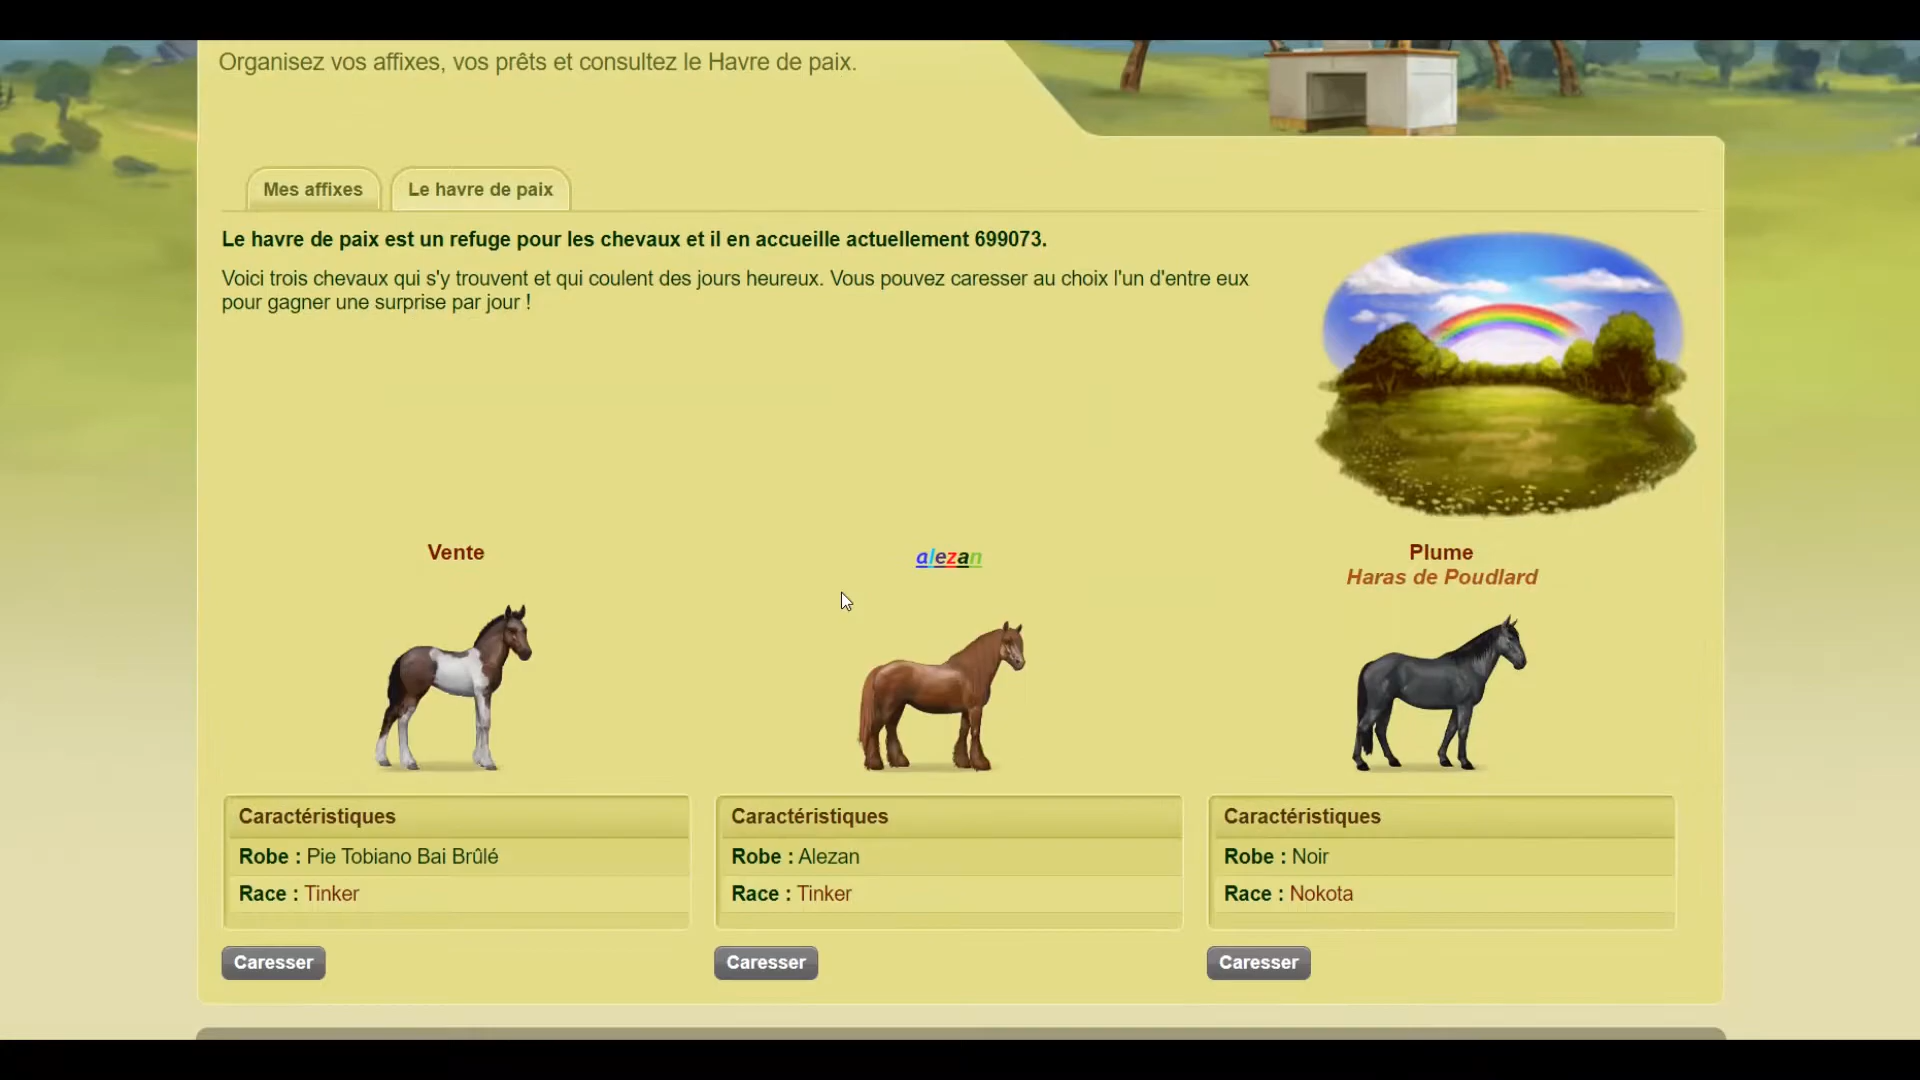 Organisez vos affixes, vos prêts et consultez le Havre de paix.
Mes affixes
Le havre de paix
Le havre de paix est un refuge pour les chevaux et il en accueille actuellement 699073.
Voici trois chevaux qui s'y trouvent et qui coulent des jours heureux. Vous pouvez caresser au choix l'un d'entre eux
pour gagner une surprise par jour !
Vente
alezan
Plume
Haras de Poudlard
Caractéristiques
Robe : Pie Tobiano Bai Brûlé
Race : Tinker
Caresser
Caractéristiques
Robe : Alezan
Race : Tinker
Caresser
Caractéristiques
Robe : Noir
Race : Nokota
Caresser